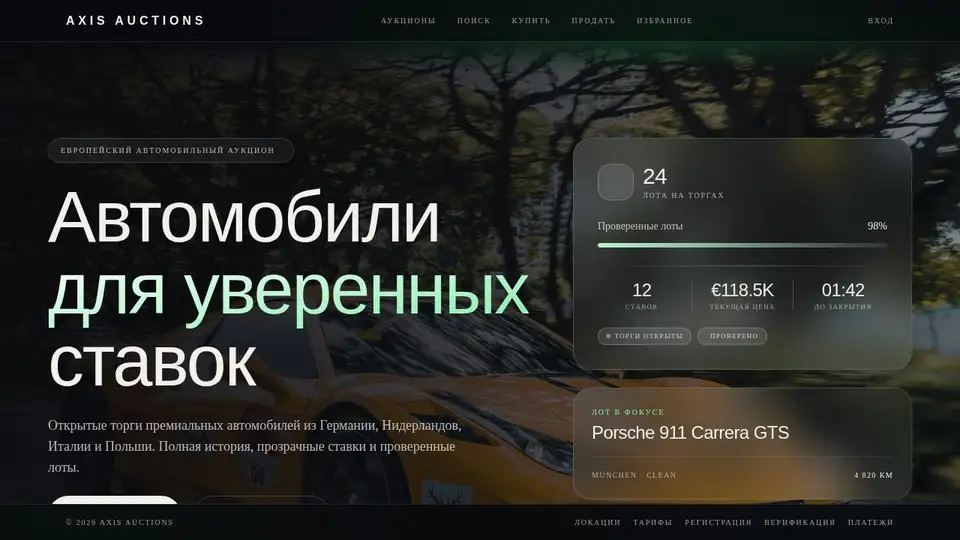 AXIS AUCTIONS
АУКЦИОНЫ ПОИСК КУПИТЬ ПРОДАТЬ ИЗБРАННОЕ
ВХОД
ЕВРОПЕЙСКИЙ АВТОМОБИЛЬНЫЙ АУКЦИОН
Автомобили
для уверенных
ставок
Открытые торги премиальных автомобилей из Германии, Нидерландов,
Италии и Польши. Полная история, прозрачные ставки и проверенные
лоты.
24
ЛОТА НА ТОРГАХ
Проверенные лоты 98%
12 €118.5K 01:42
СТАВОК ТЕКУЩАЯ ЦЕНА ДО ЗАКРЫТИЯ
ТОРГИ ОТКРЫТЫ ПРОВЕРЕНО
ЛОТ В ФОКУСЕ
Porsche 911 Carrera GTS
MÜNCHEN · CLEAN 4 820 KM
© 2026 AXIS AUCTIONS
ЛОКАЦИИ ТАРИФЫ РЕГИСТРАЦИЯ ВЕРИФИКАЦИЯ ПЛАТЕЖИ